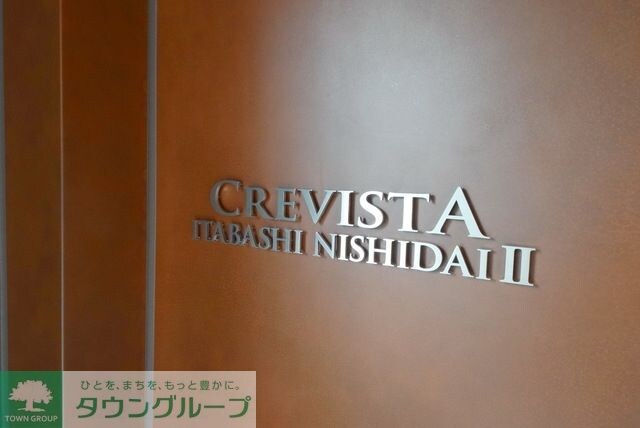 CREVISTA
ITABASHI NISHIDAI II
ひとを、まちを、もっと豊かに。
タウングループ
TOWN GROUP